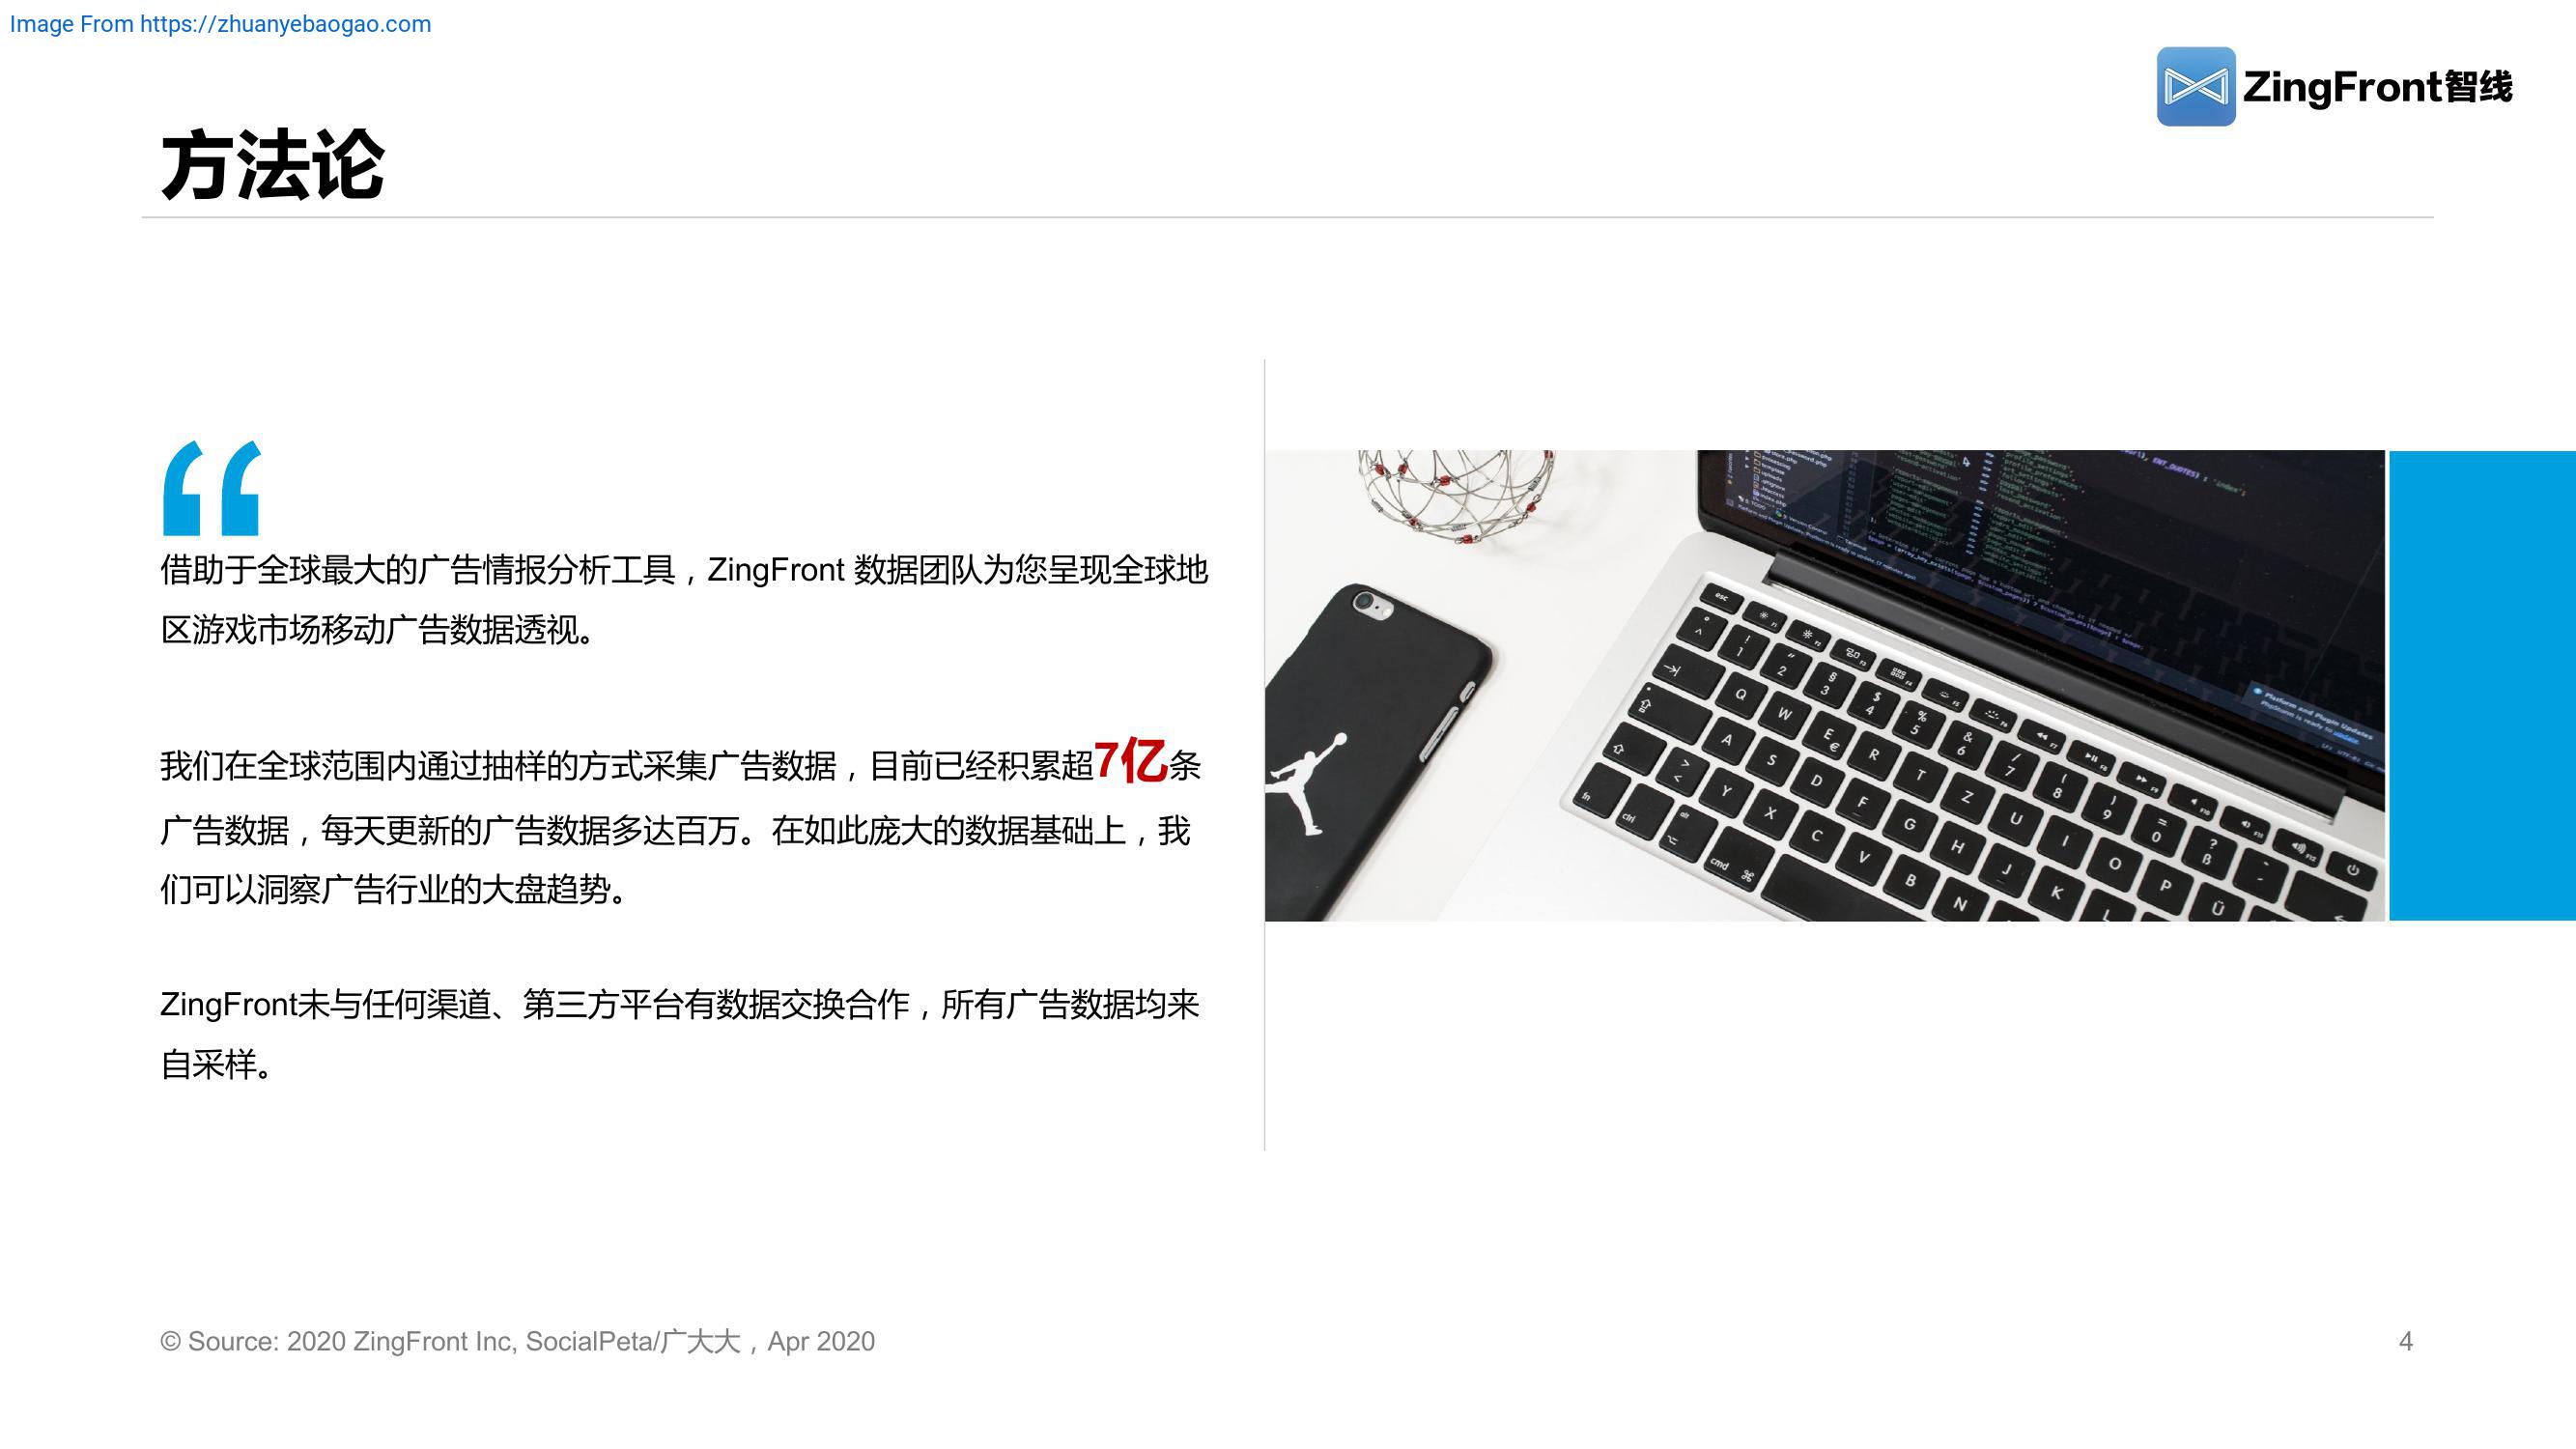 Image From https://zhuanyebaogao.com
ZingFront智线
方法论
借助于全球最大的广告情报分析工具，ZingFront 数据团队为您呈现全球地
区游戏市场移动广告数据透视。
我们在全球范围内通过抽样的方式采集广告数据，目前已经积累超7亿条
广告数据，每天更新的广告数据多达百万。在如此庞大的数据基础上，我
们可以洞察广告行业的大盘趋势。
ZingFront未与任何渠道、第三方平台有数据交换合作，所有广告数据均来
自采样。
© Source: 2020 ZingFront Inc, SocialPeta/广大大，Apr 2020
4